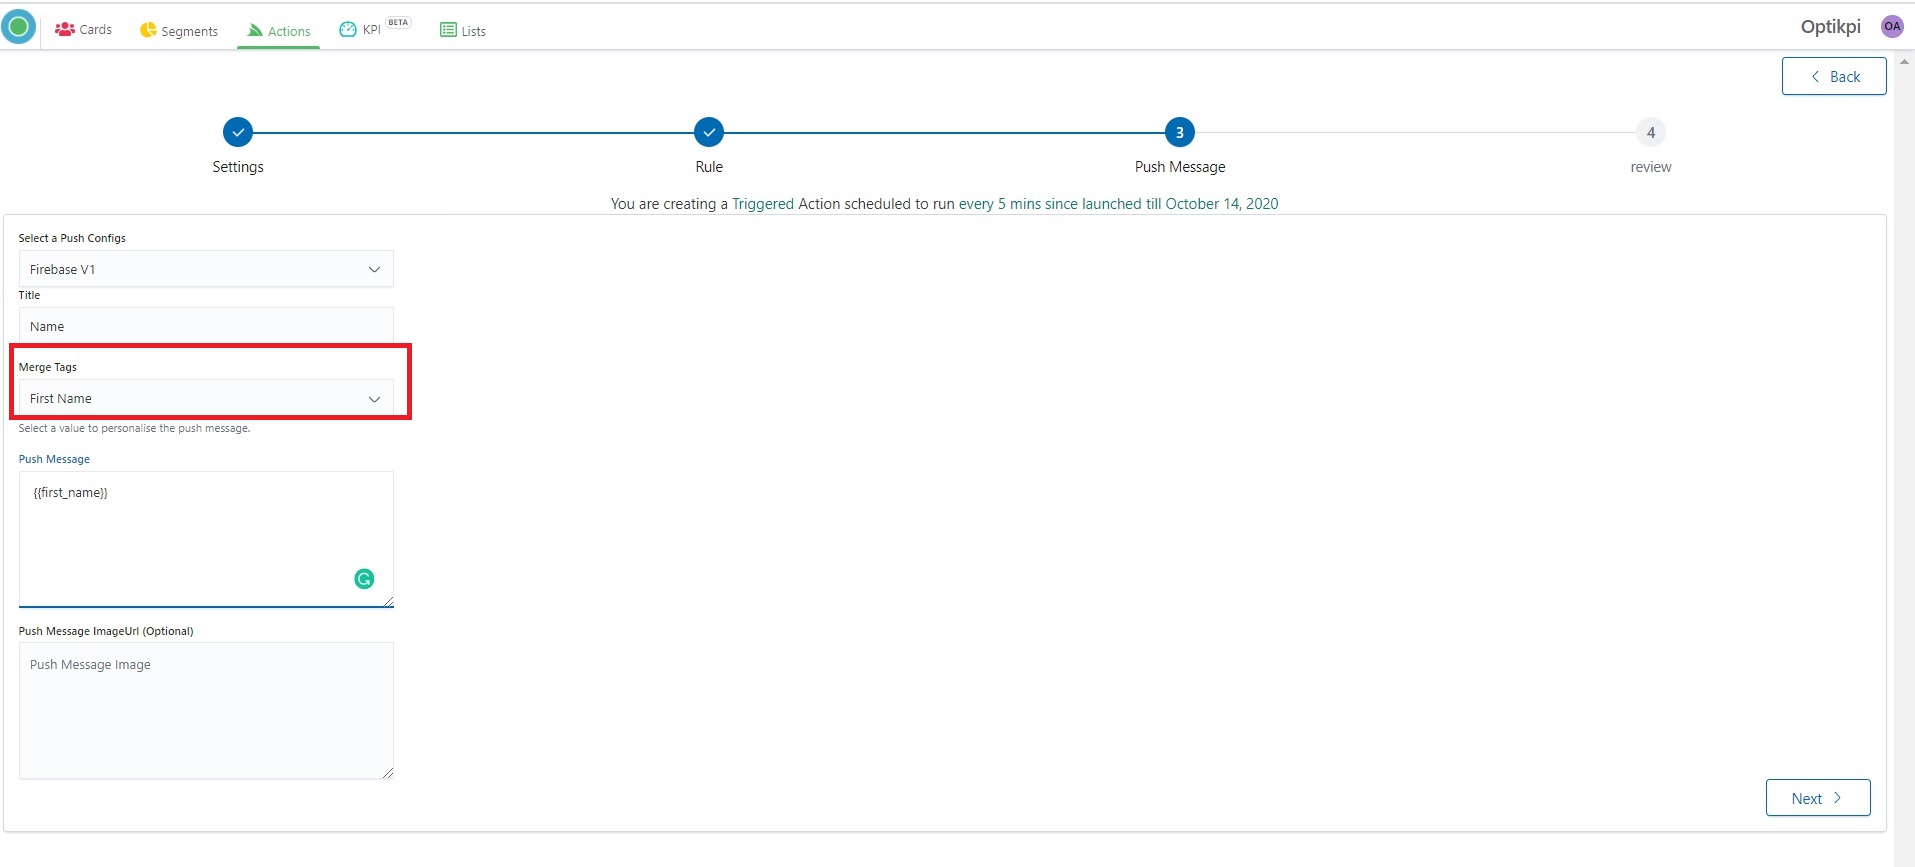 Cards Segments Actions KPI BETA Lists Optikpi OA
Back
3 4
Settings Rule Push Message review
You are creating a Triggered Action scheduled to run every 5 mins since launched till October 14, 2020
Select a Push Configs
Firebase V1
Title
Name
Merge Tags
First Name
Select a value to personalise the push message.
Push Message
{{first_name}}
Push Message ImageUrl (Optional)
Push Message Image
Next